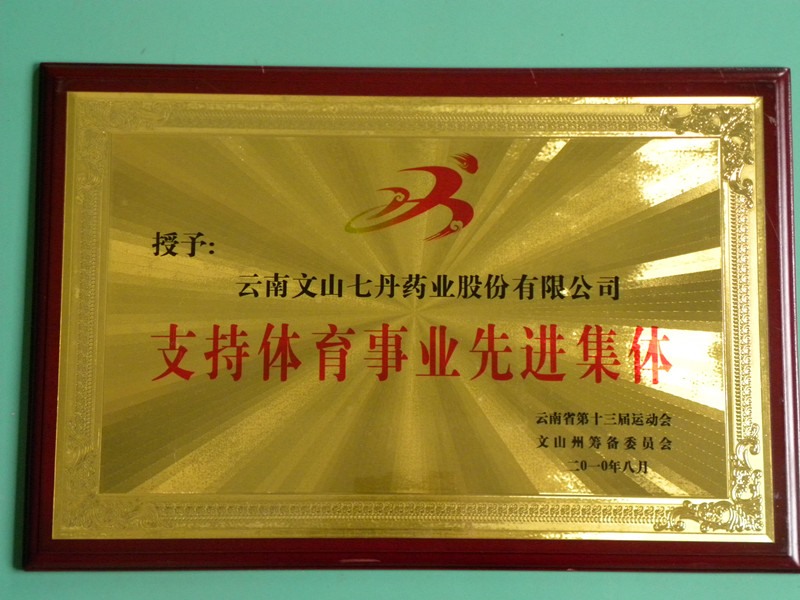 授予:
云南文山七丹药业股份有限公司
支持体育事业先进集体
云南省第十三届运动会
文山州筹备委员会
二0一0年八月